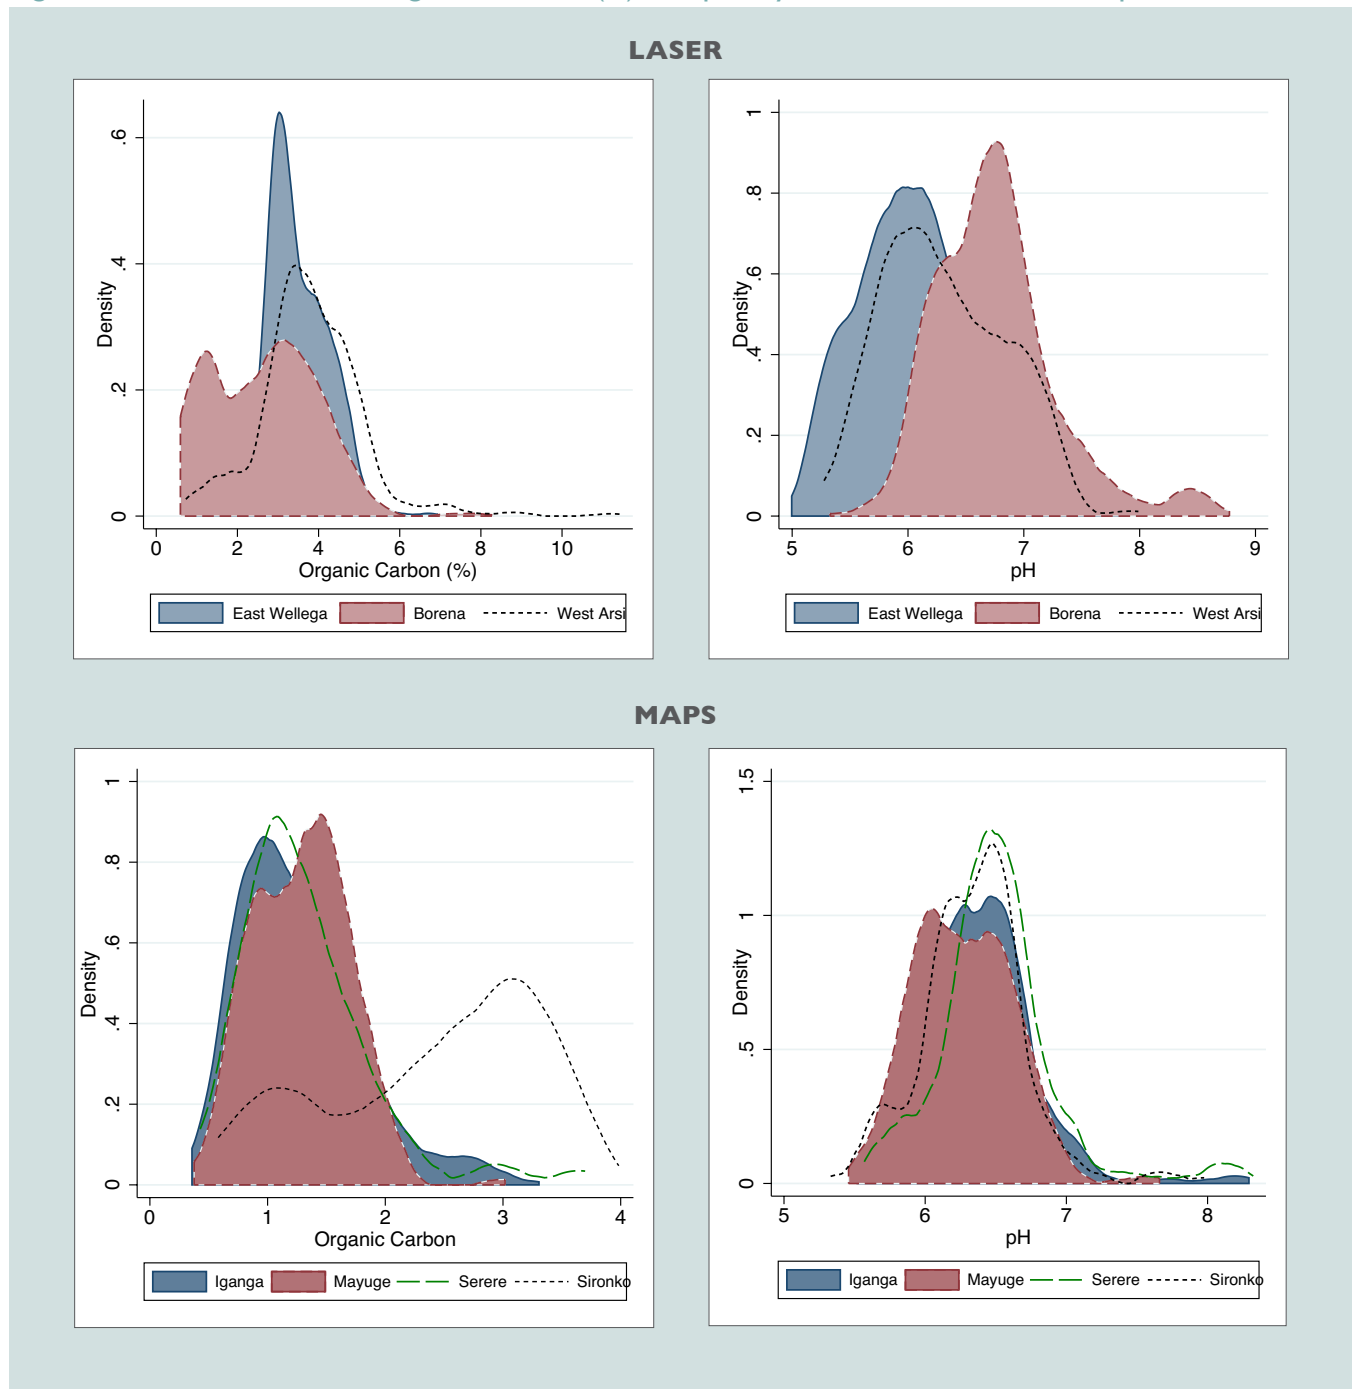 LASER
Density
0
.2
.4
.6
0 2 4 6 8 10
Organic Carbon (%)
East Wellega Borena West Arsi
Density
0
.2
.4
.6
.8
1
5 6 7 8 9
pH
East Wellega Borena West Arsi
MAPS
Density
0
.2
.4
.6
.8
1
0 1 2 3 4
Organic Carbon
Iganga Mayuge Serere Sironko
Density
0
.5
1
1.5
5 6 7 8
pH
Iganga Mayuge Serere Sironko